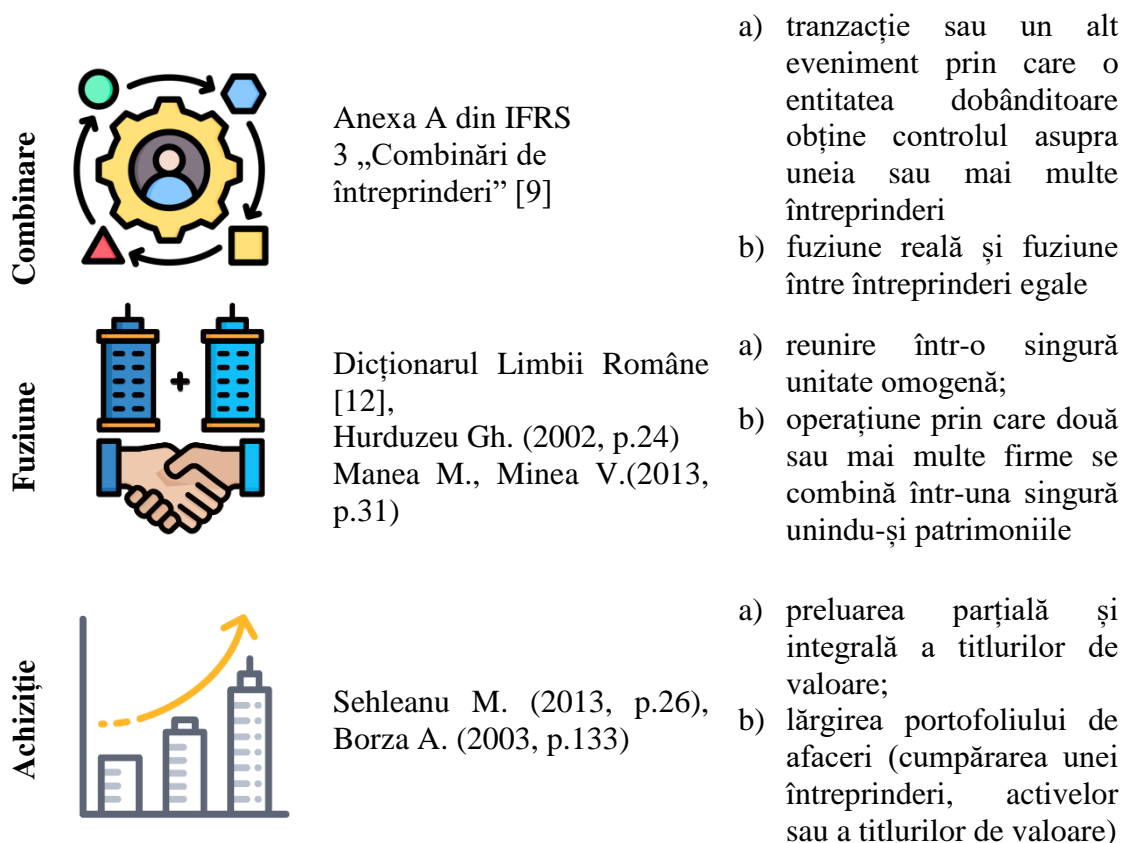 Combinare
Anexa A din IFRS
3 „Combinări de
întreprinderi” [9]
a) tranzacție sau un alt
eveniment prin care o
entitatea dobânditoare
obține controlul asupra
uneia sau mai multe
întreprinderi
b) fuziune reală și fuziune
între întreprinderi egale
Fuziune
Dicționarul Limbii Române
[12],
Hurduzeu Gh. (2002, p.24)
Manea M., Minea V.(2013,
p.31)
a) reunire într-o singură
unitate omogenă;
b) operațiune prin care două
sau mai multe firme se
combină într-una singură
unindu-și patrimoniile
Achiziție
Sehleanu M. (2013, p.26),
Borza A. (2003, p.133)
a) preluarea parțială și
integrală a titlurilor de
valoare;
b) lărgirea portofoliului de
afaceri (cumpărarea unei
întreprinderi, activelor
sau a titlurilor de valoare)